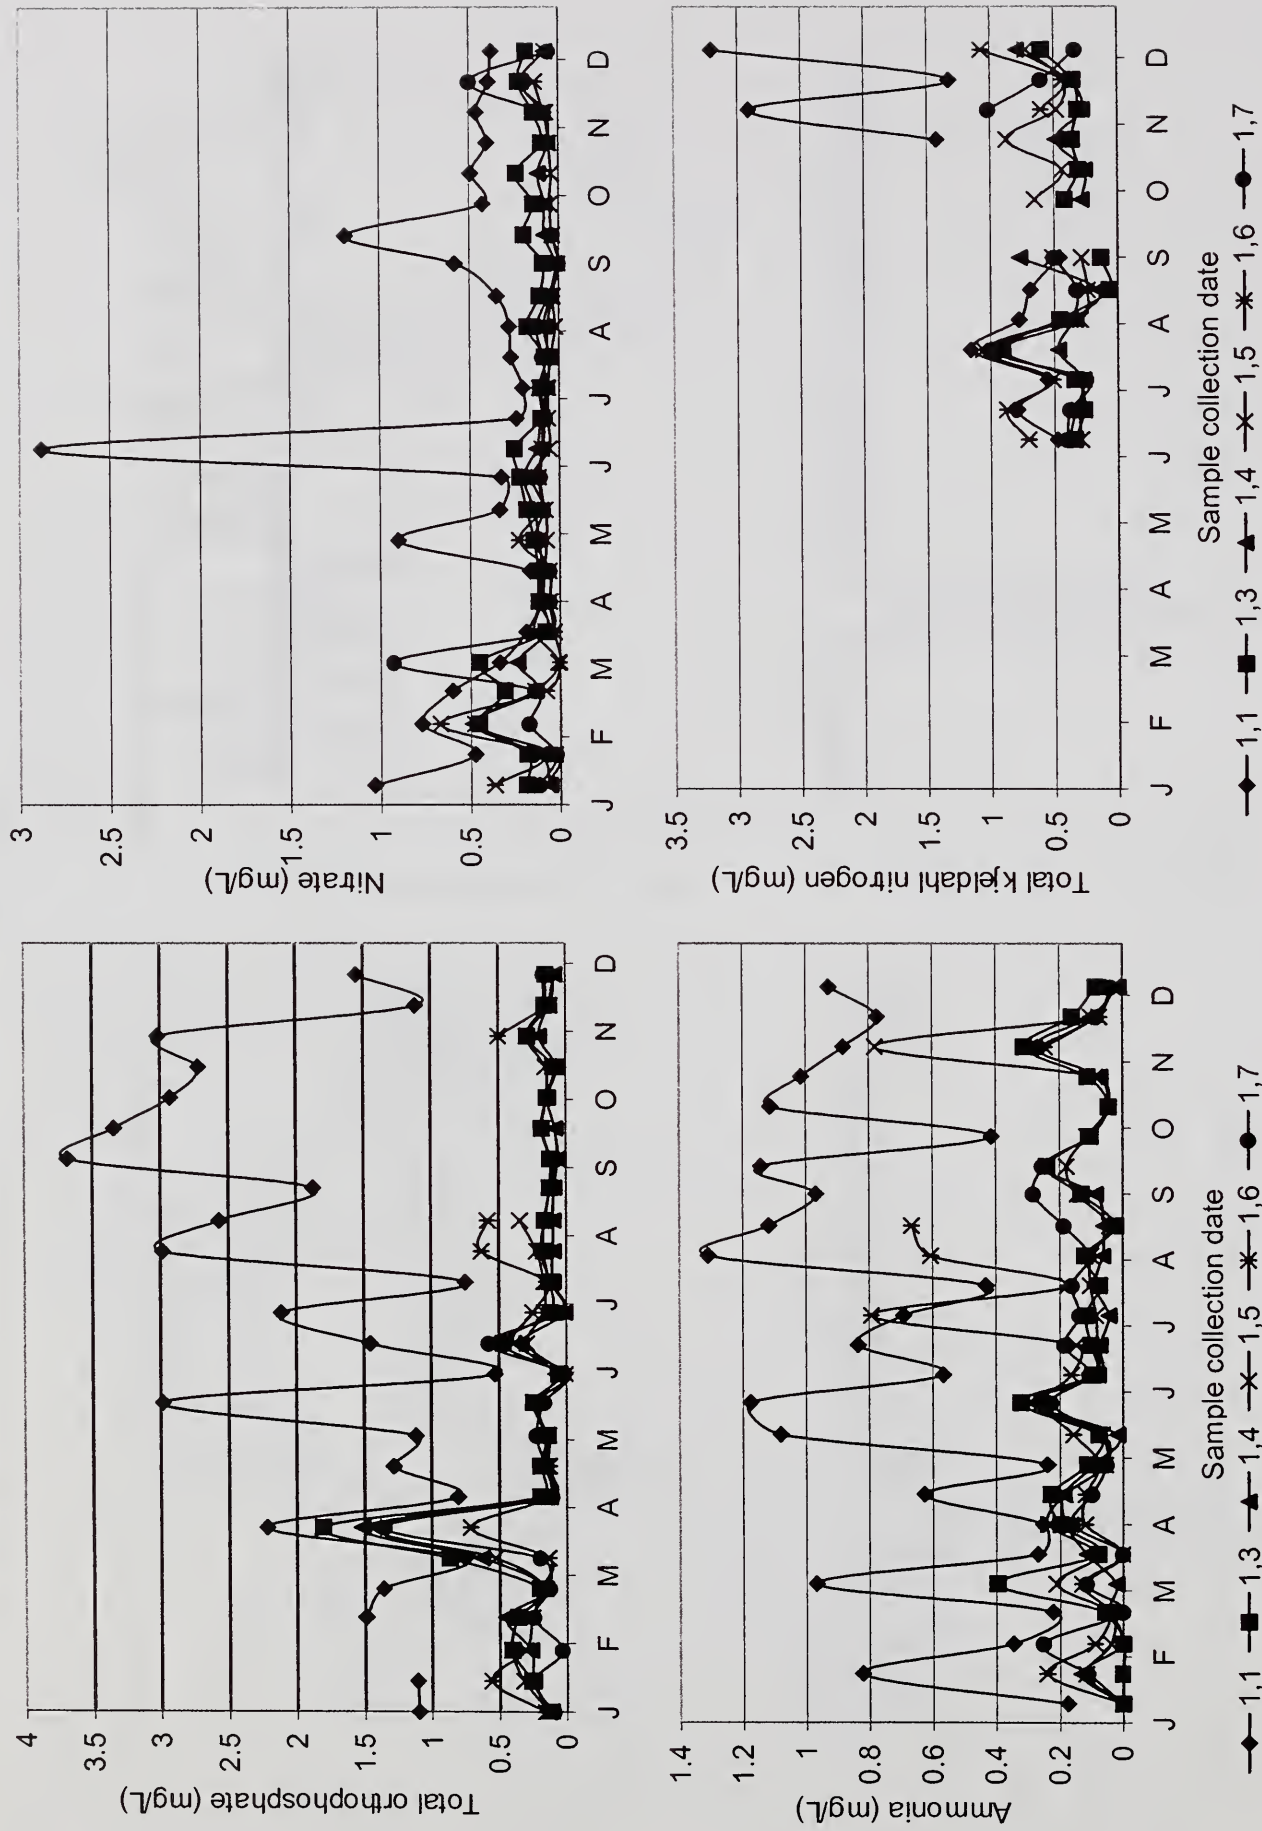 Total orthophosphate (mg/L)
4
3.5
3
2.5
2
1.5
1
0.5
0
J F M A M J J A S O N D
Nitrate (mg/L)
3
2.5
2
1.5
1
0.5
0
J F M A M J J A S O N D
Ammonia (mg/L)
1.4
1.2
1
0.8
0.6
0.4
0.2
0
J F M A M J J A S O N D
Sample collection date
1,1 1,3 1,4 1,5 1,6 1,7
Total kjeldahl nitrogen (mg/L)
3.5
3
2.5
2
1.5
1
0.5
0
J F M A M J J A S O N D
Sample collection date
1,1 1,3 1,4 1,5 1,6 1,7